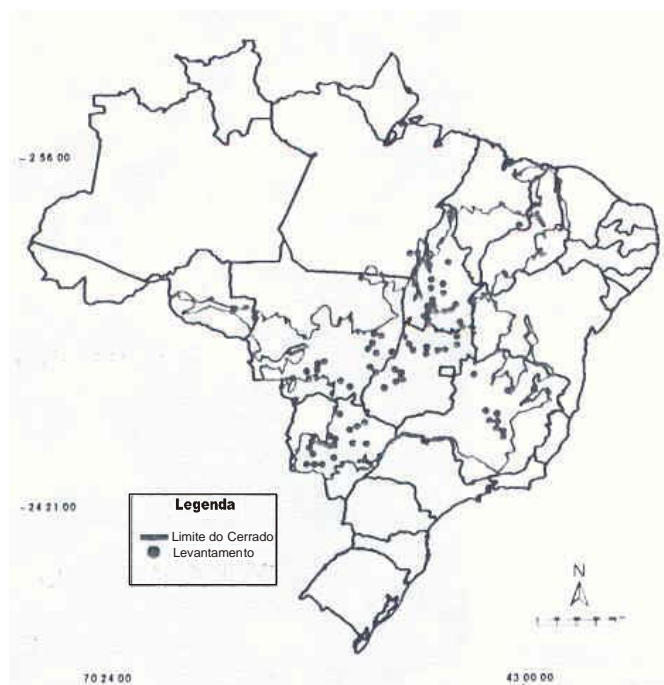 - 2 56 00
- 24 21 00
Legenda
Limite do Cerrado
Levantamento
N
70 24 00
43 00 00